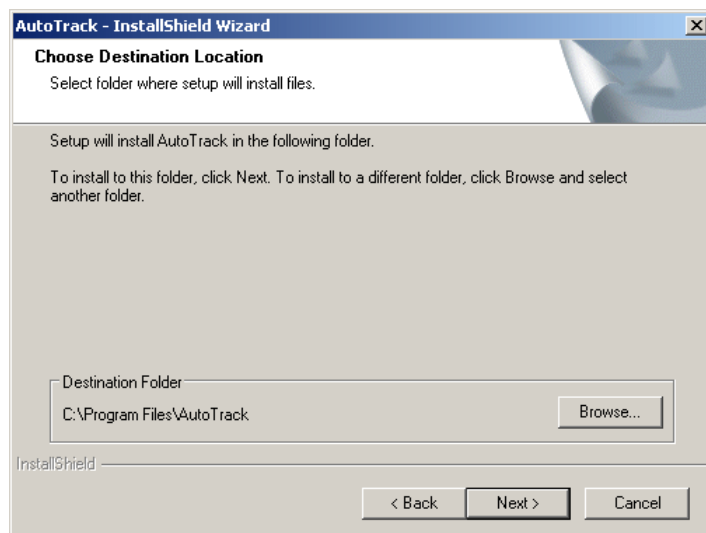 AutoTrack - InstallShield Wizard
Choose Destination Location
Select folder where setup will install files.
Setup will install AutoTrack in the following folder.
To install to this folder, click Next. To install to a different folder, click Browse and select
another folder.
Destination Folder
C:\Program Files\AutoTrack
Browse...
InstallShield
< Back
Next >
Cancel